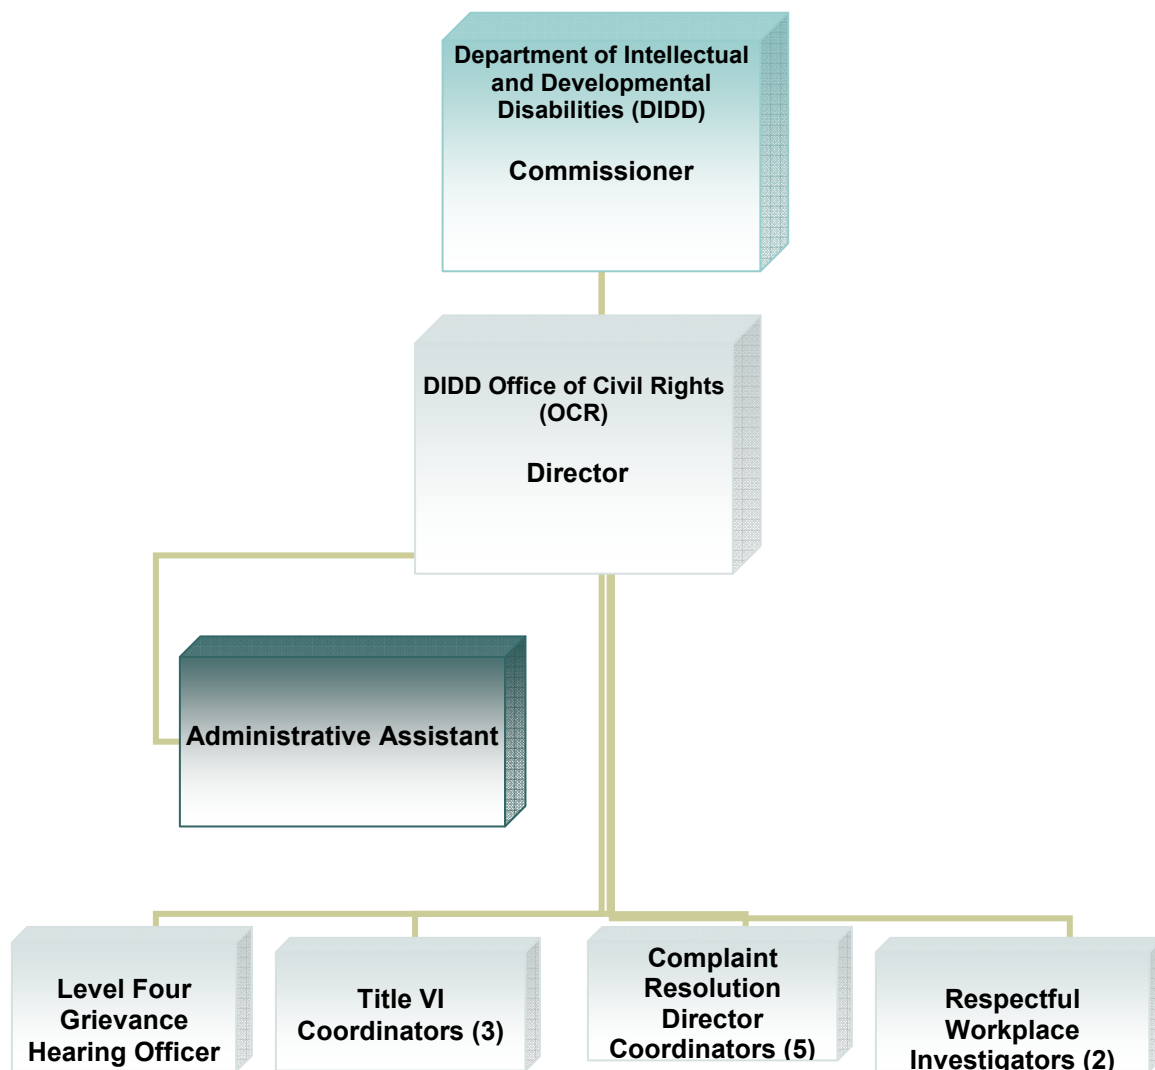 Department of Intellectual
and Developmental
Disabilities (DIDD)
Commissioner
DIDD Office of Civil Rights
(OCR)
Director
Administrative Assistant
Level Four
Grievance
Hearing Officer
Title VI
Coordinators (3)
Complaint
Resolution
Director
Coordinators (5)
Respectful
Workplace
Investigators (2)